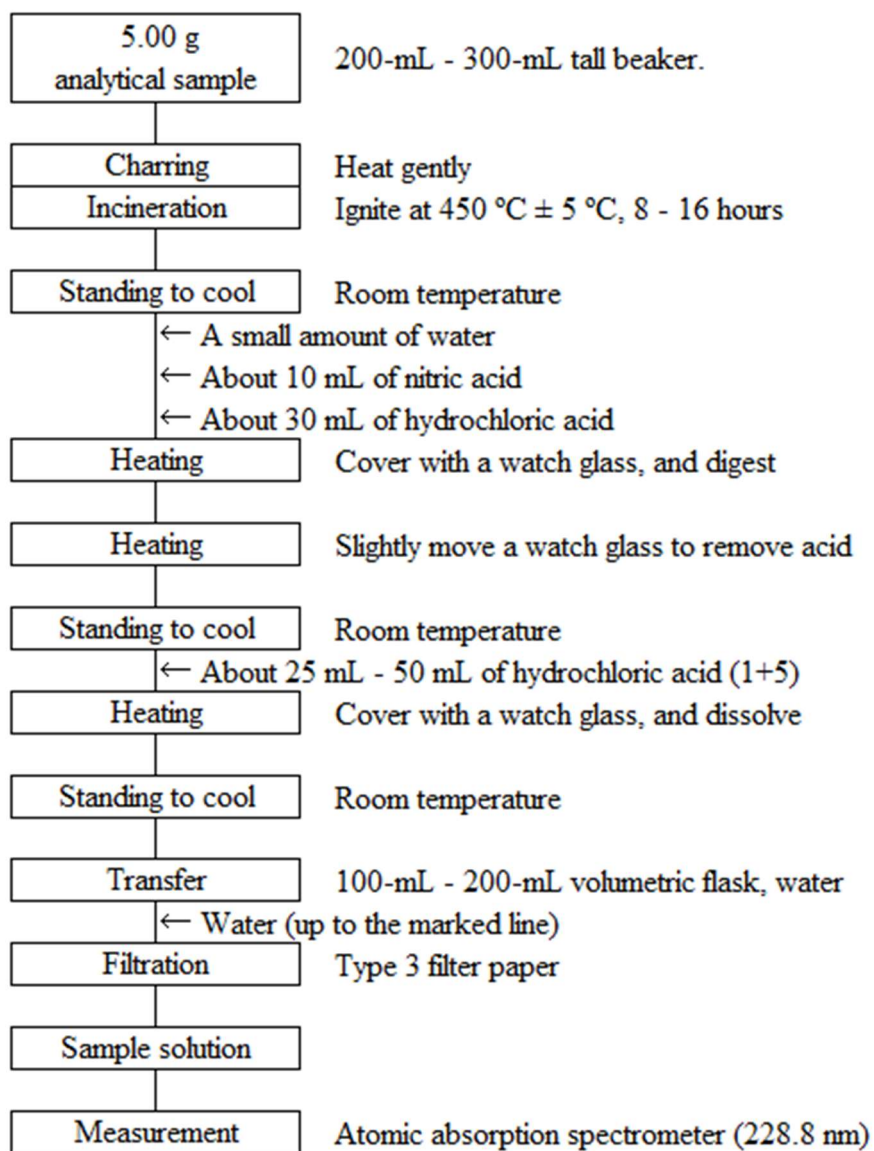 5.00 g
analytical sample
200-mL - 300-mL tall beaker.
Charring
Heat gently
Incineration
Ignite at 450 ºC ± 5 ºC, 8 - 16 hours
Standing to cool
Room temperature
← A small amount of water
← About 10 mL of nitric acid
← About 30 mL of hydrochloric acid
Heating
Cover with a watch glass, and digest
Heating
Slightly move a watch glass to remove acid
Standing to cool
Room temperature
← About 25 mL - 50 mL of hydrochloric acid (1+5)
Heating
Cover with a watch glass, and dissolve
Standing to cool
Room temperature
Transfer
100-mL - 200-mL volumetric flask, water
← Water (up to the marked line)
Filtration
Type 3 filter paper
Sample solution
Measurement
Atomic absorption spectrometer (228.8 nm)